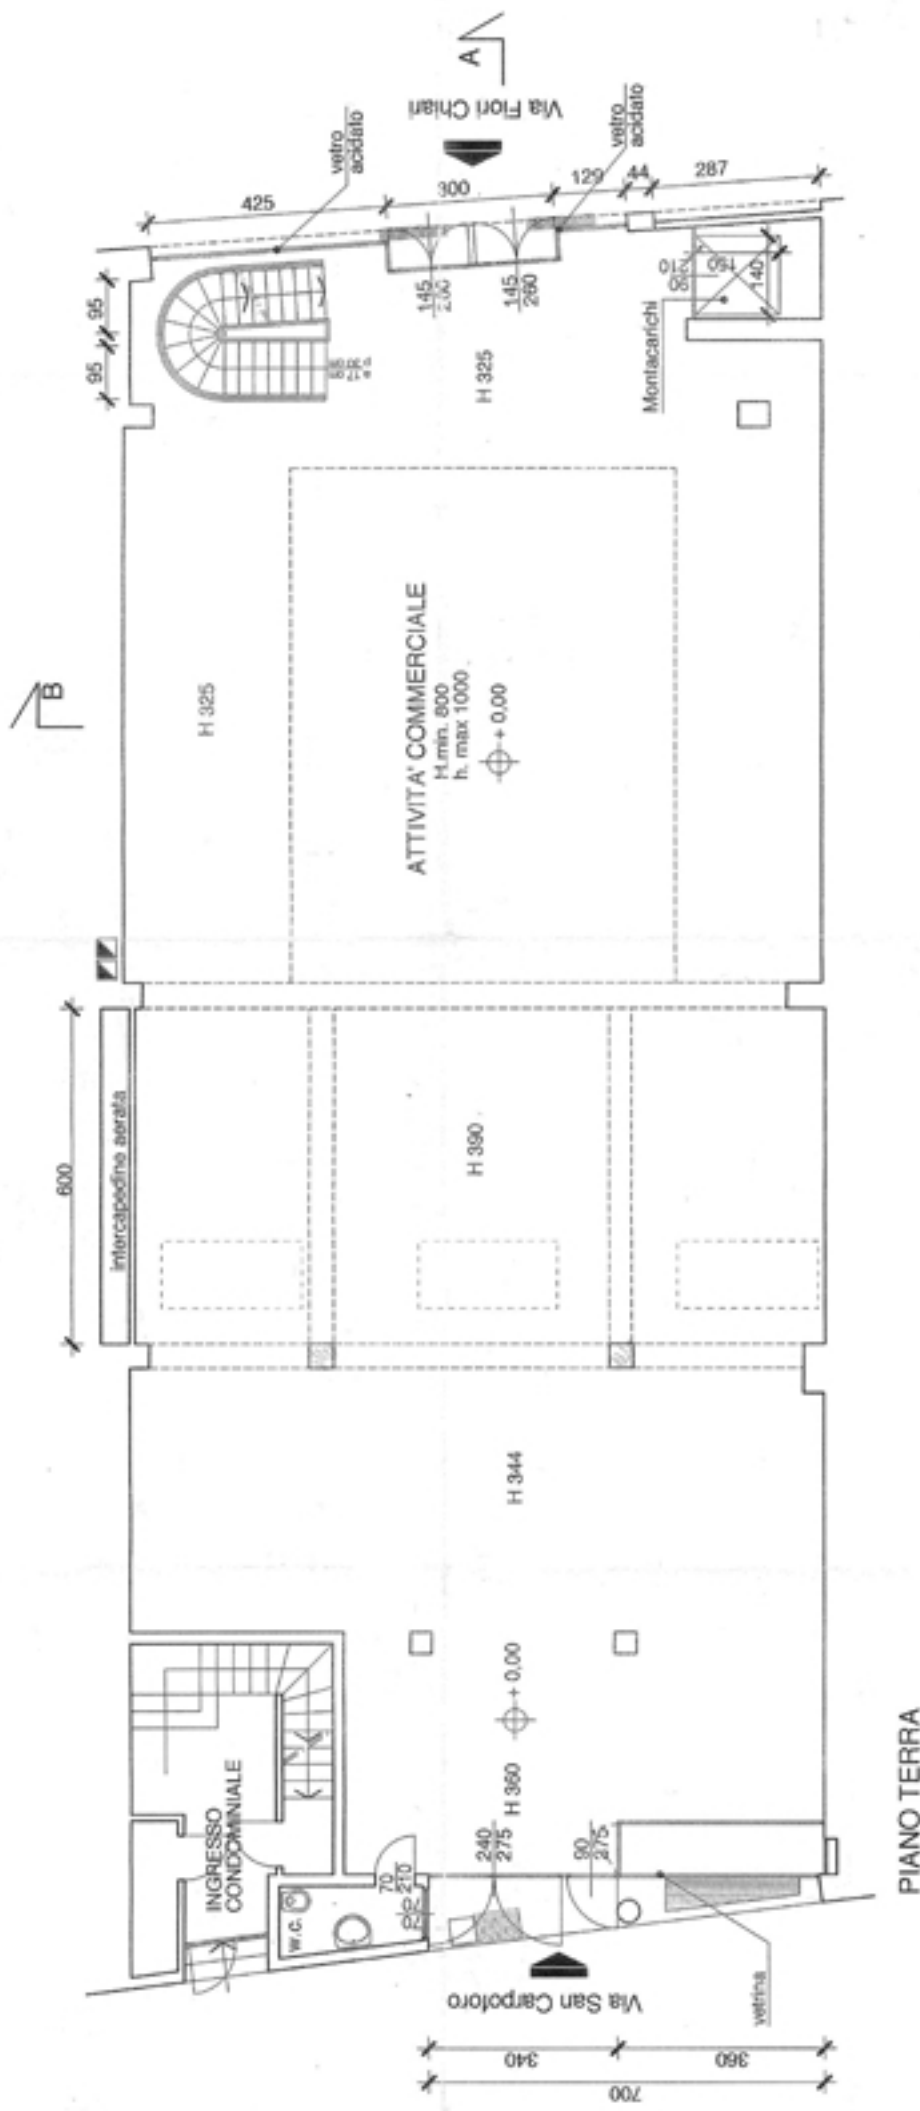 A
Via Fiori Chiari
vetro
acidato
vetro
acidato
425
300
129
44
287
95
95
145
260
145
260
H 325
Montacarichi
90
210
160
140
B
H 325
ATTIVITA' COMMERCIALE
H.min. 800
h. max 1000
+ 0,00
600
intercapedine aerata
H 390
H 344
+ 0,00
H 360
INGRESSO
CONDOMINIALE
w.c.
70
210
240
275
90
275
Via San Carpoforo
vetrina
340
360
700
PIANO TERRA